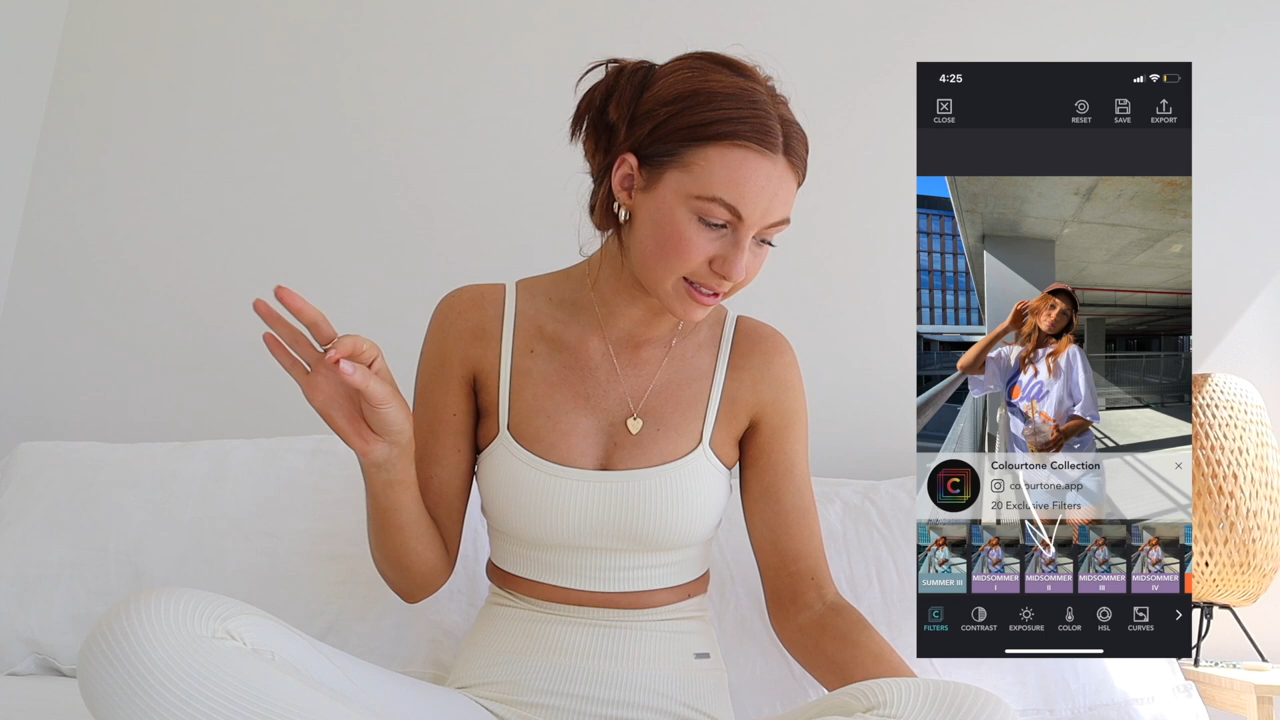 4:25
CLOSE
RESET
SAVE
EXPORT
Colourtone Collection
colourtone.app
20 Exclusive Filters
C
SUMMER III
MIDSOMMER I
MIDSOMMER II
MIDSOMMER III
MIDSOMMER IV
FILTERS
CONTRAST
EXPOSURE
COLOR
HSL
CURVES